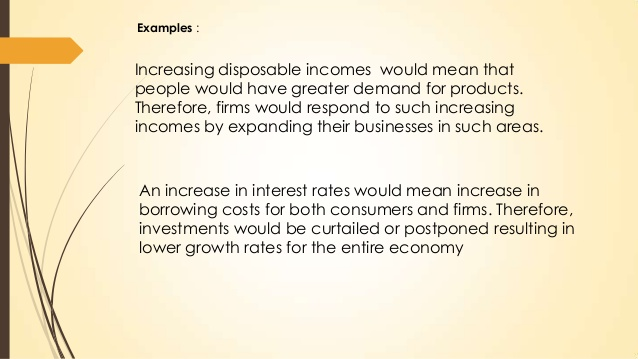 Examples :
Increasing disposable incomes would mean that
people would have greater demand for products.
Therefore, firms would respond to such increasing
incomes by expanding their businesses in such areas.
An increase in interest rates would mean increase in
borrowing costs for both consumers and firms. Therefore,
investments would be curtailed or postponed resulting in
lower growth rates for the entire economy